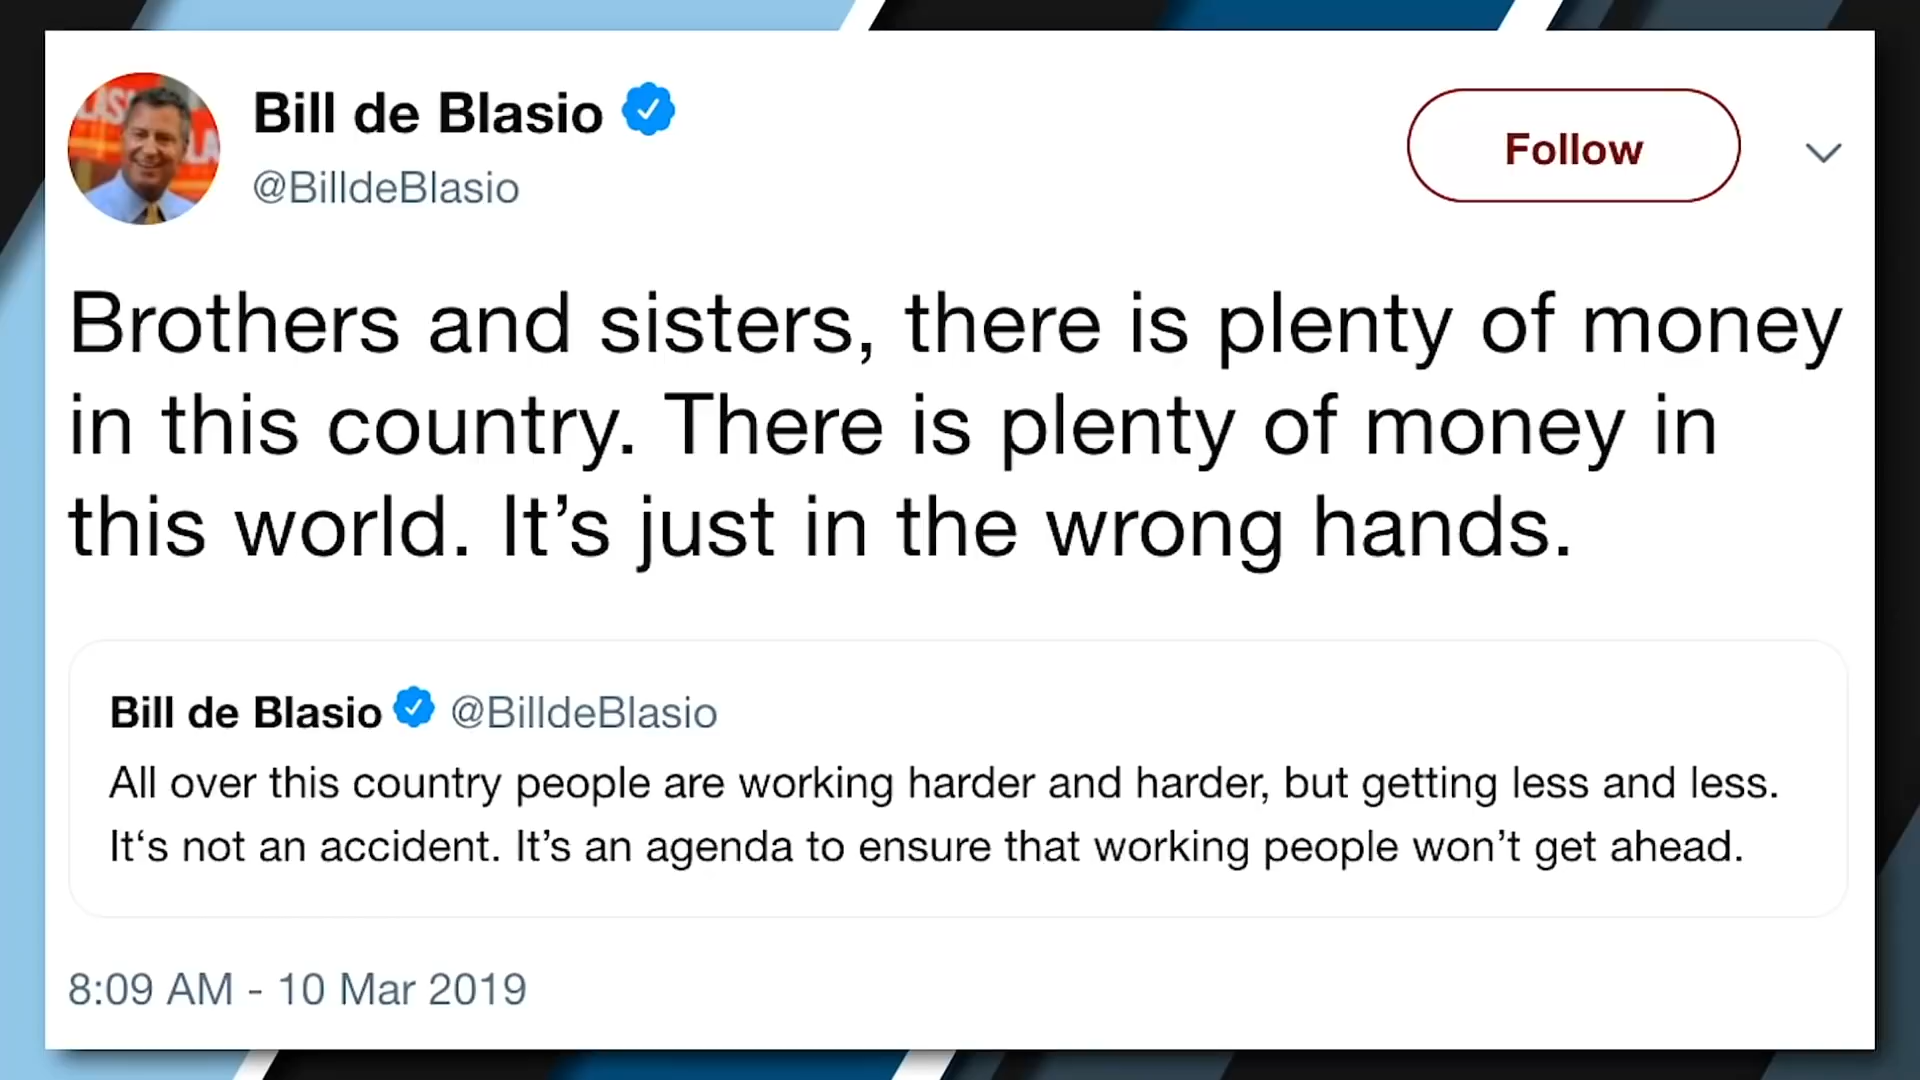 Bill de Blasio
@BilldeBlasio
Follow
Brothers and sisters, there is plenty of money
in this country. There is plenty of money in
this world. It’s just in the wrong hands.
Bill de Blasio @BilldeBlasio
All over this country people are working harder and harder, but getting less and less.
It‘s not an accident. It’s an agenda to ensure that working people won’t get ahead.
8:09 AM - 10 Mar 2019